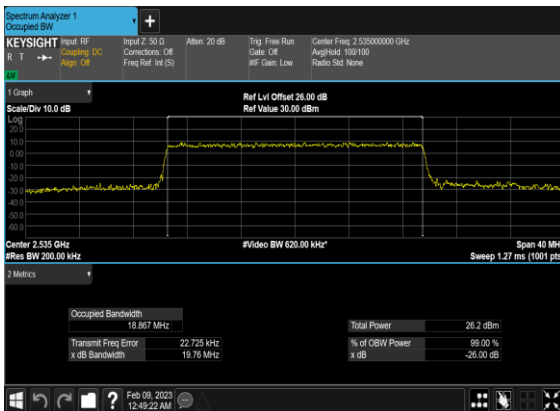 Spectrum Analyzer 1
Occupied BW
KEYSIGHT
R T
LV
Input: RF
Coupling: DC
Align: Off
Input Z: 50 Ω
Corrections: Off
Freq Ref: Int (S)
Atten: 20 dB
Trig: Free Run
Gate: Off
#IF Gain: Low
Center Freq: 2.535000000 GHz
Avg|Hold: 100/100
Radio Std: None
1 Graph
Scale/Div 10.0 dB
Ref Lvl Offset 26.00 dB
Ref Value 30.00 dBm
Log
20.0
10.0
0.00
-10.0
-20.0
-30.0
-40.0
-50.0
-60.0
Center 2.535 GHz
#Res BW 200.00 kHz
#Video BW 620.00 kHz*
Span 40 MH
Sweep 1.27 ms (1001 pts
2 Metrics
Occupied Bandwidth
18.867 MHz
Transmit Freq Error 22.725 kHz
x dB Bandwidth 19.76 MHz
Total Power 26.2 dBm
% of OBW Power 99.00 %
x dB -26.00 dB
?
Feb 09, 2023
12:49:22 AM